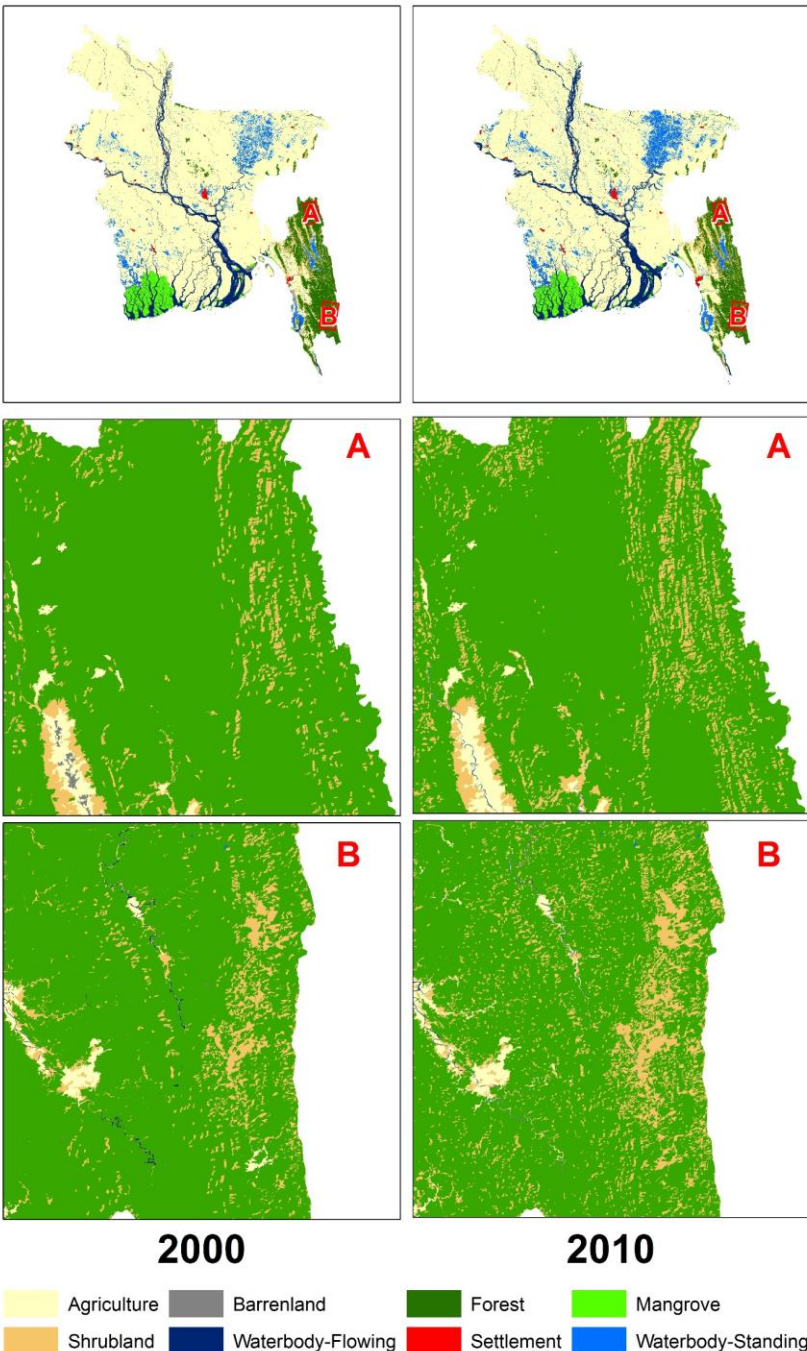 A A
B B
A A
B B
2000 2010
Agriculture Barrenland Forest Mangrove
Shrubland Waterbody-Flowing Settlement Waterbody-Standing